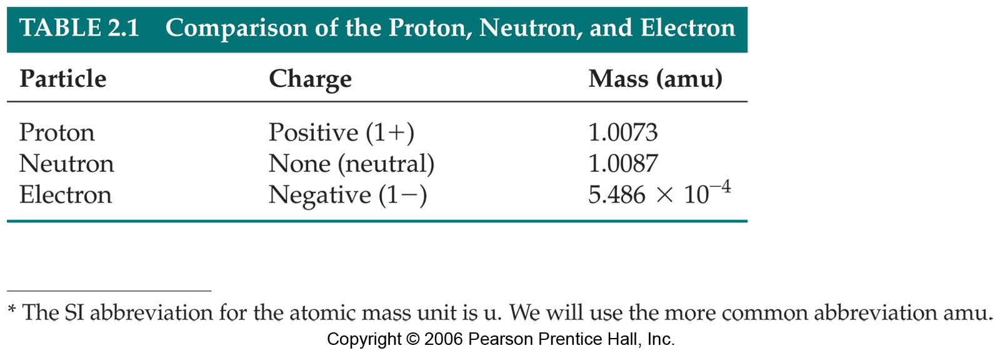 TABLE 2.1 Comparison of the Proton, Neutron, and Electron
Particle Charge Mass (amu)
Proton Positive (1+) 1.0073
Neutron None (neutral) 1.0087
Electron Negative (1−) 5.486 × 10⁻⁴
* The SI abbreviation for the atomic mass unit is u. We will use the more common abbreviation amu.
Copyright © 2006 Pearson Prentice Hall, Inc.